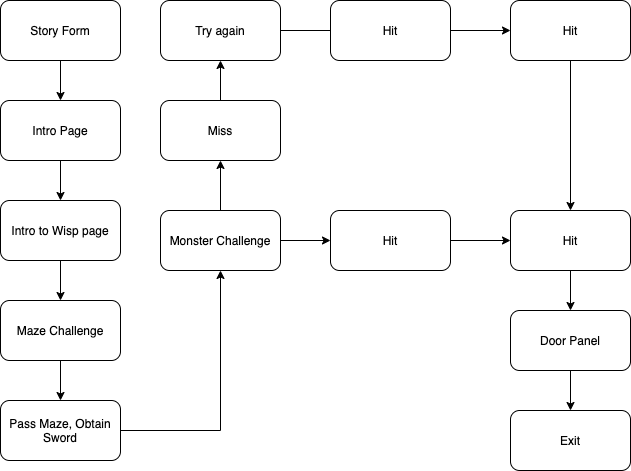 Story Form
Try again
Hit
Hit
Intro Page
Miss
Intro to Wisp page
Monster Challenge
Hit
Hit
Maze Challenge
Door Panel
Pass Maze, Obtain
Sword
Exit